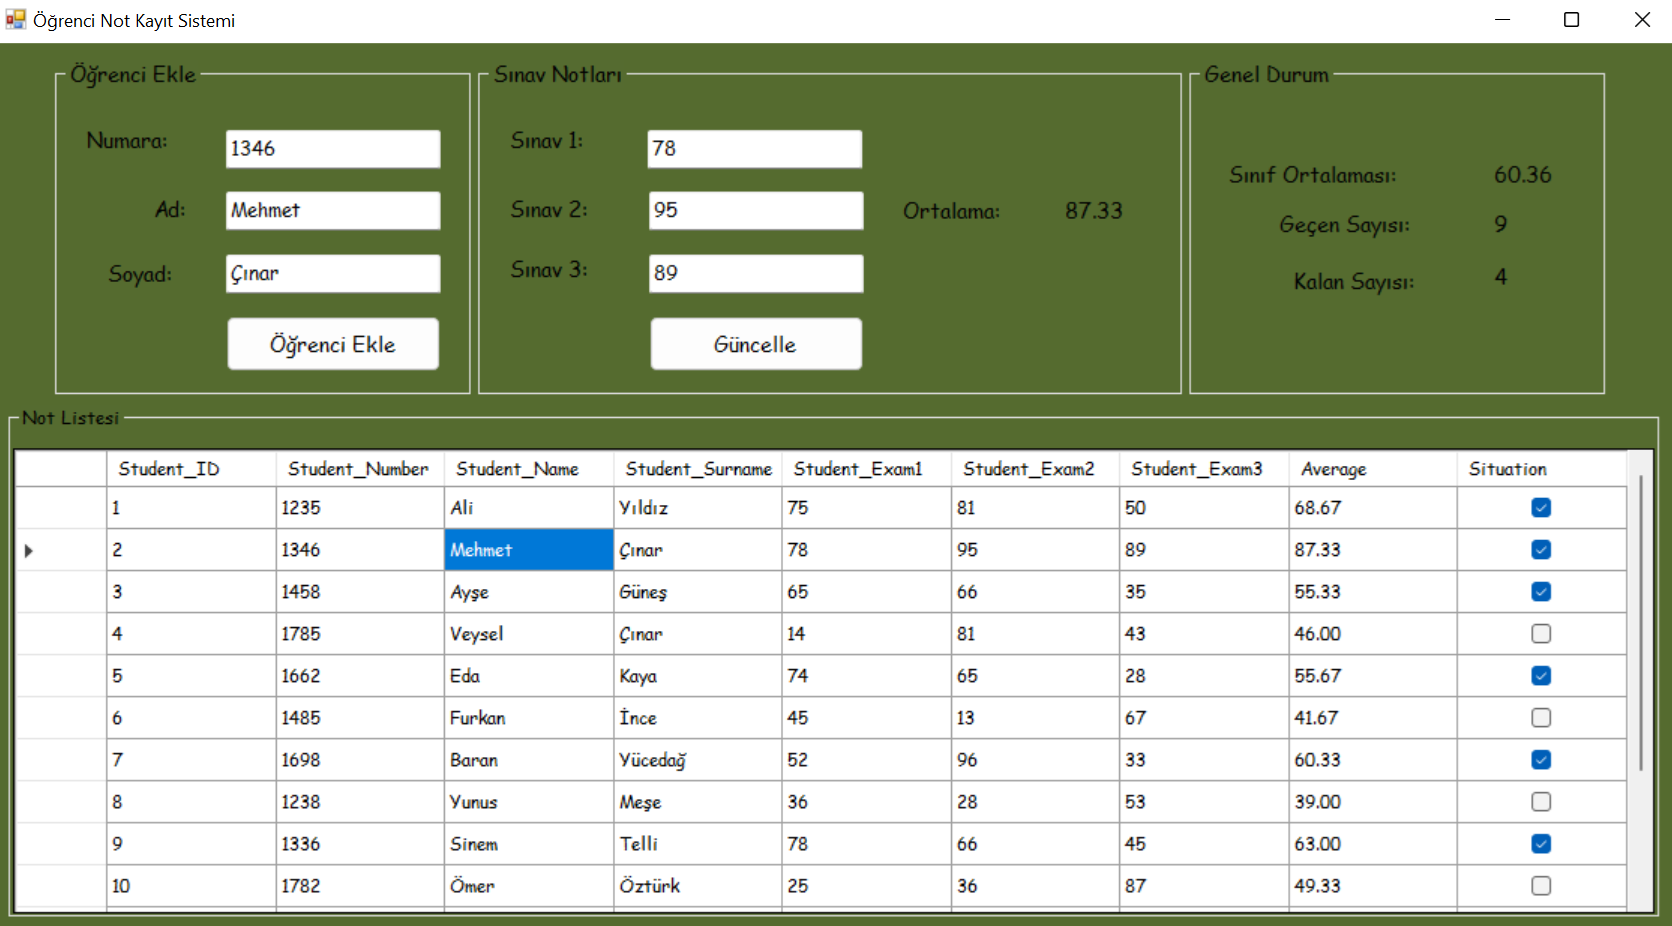 Öğrenci Not Kayıt Sistemi
Öğrenci Ekle
Numara: 1346
Ad: Mehmet
Soyad: Çınar
Öğrenci Ekle
Sınav Notları
Sınav 1: 78
Sınav 2: 95
Sınav 3: 89
Güncelle
Ortalama: 87.33
Genel Durum
Sınıf Ortalaması: 60.36
Geçen Sayısı: 9
Kalan Sayısı: 4
Not Listesi
Student_ID Student_Number Student_Name Student_Surname Student_Exam1 Student_Exam2 Student_Exam3 Average Situation
1 1235 Ali Yıldız 75 81 50 68.67
2 1346 Mehmet Çınar 78 95 89 87.33
3 1458 Ayşe Güneş 65 66 35 55.33
4 1785 Veysel Çınar 14 81 43 46.00
5 1662 Eda Kaya 74 65 28 55.67
6 1485 Furkan İnce 45 13 67 41.67
7 1698 Baran Yücedağ 52 96 33 60.33
8 1238 Yunus Meşe 36 28 53 39.00
9 1336 Sinem Telli 78 66 45 63.00
10 1782 Ömer Öztürk 25 36 87 49.33